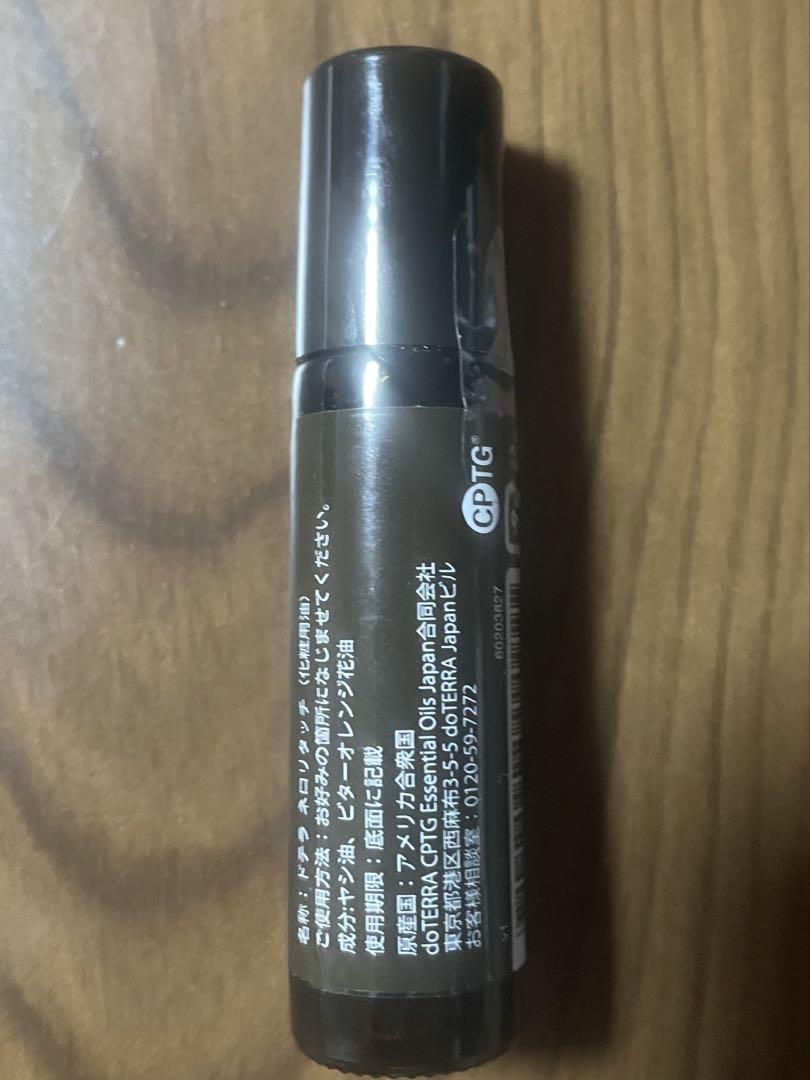 名称：ドテラ ネロリタッチ（化粧用油）
ご使用方法：お好みの箇所になじませてください。
成分:ヤシ油、ビターオレンジ花油
使用期限：底面に記載
原産国：アメリカ合衆国
doTERRA CPTG Essential Oils Japan合同会社
東京都港区西麻布3-5-5 doTERRA Japanビル
お客様相談室：0120-59-7272
CPTG®
60203827
V1